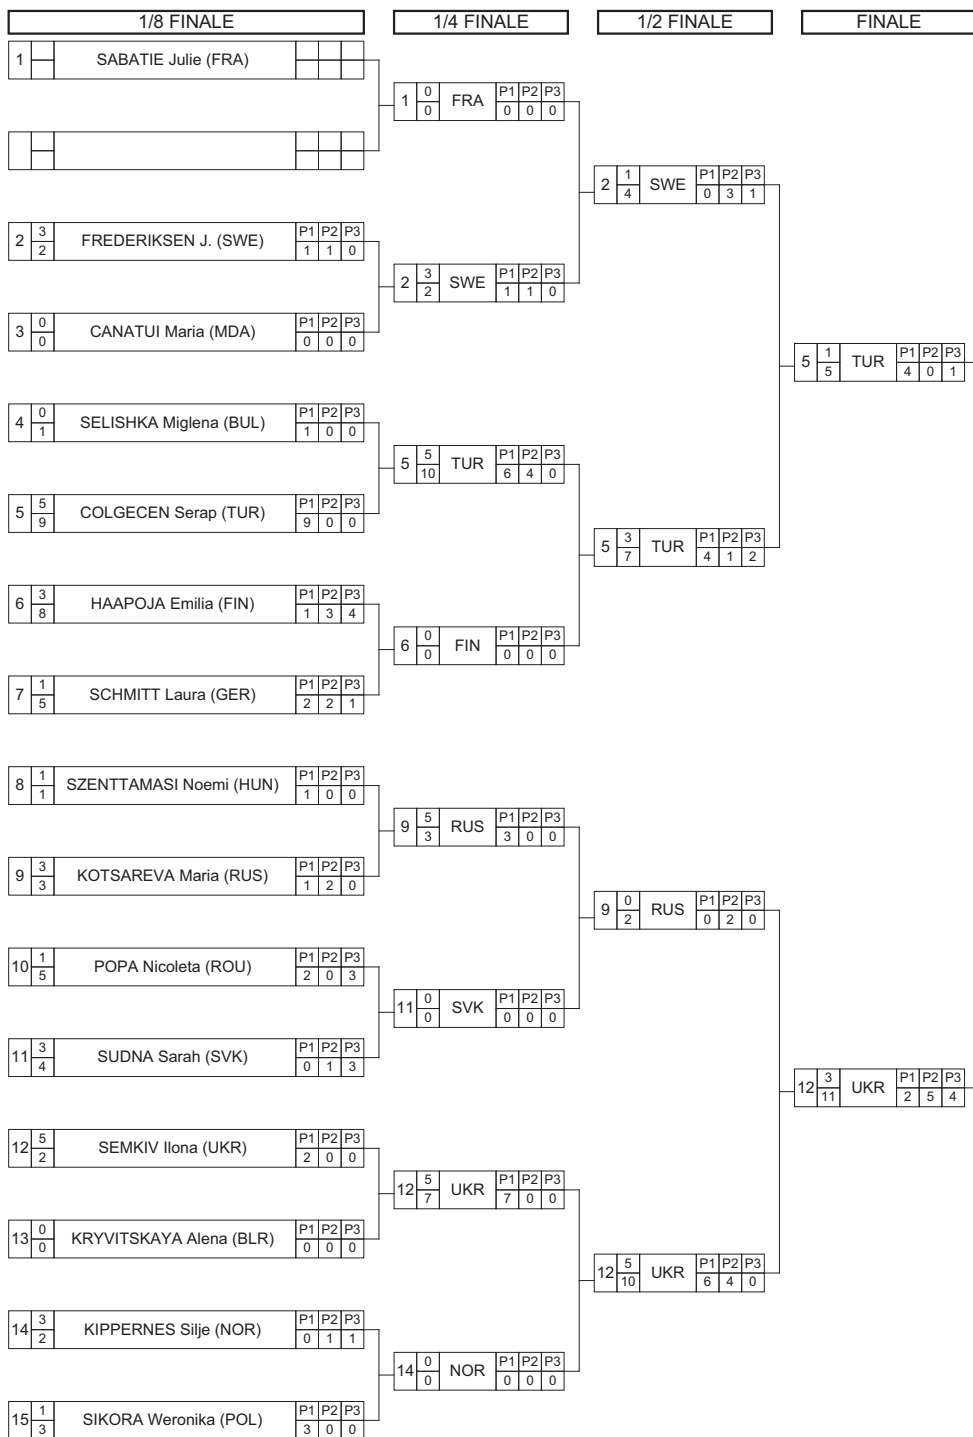 1/8 FINALE 1/4 FINALE 1/2 FINALE FINALE
1 SABATIE Julie (FRA)
1 0 0 FRA P1 P2 P3 0 0 0
2 1 4 SWE P1 P2 P3 0 3 1
2 3 2 FREDERIKSEN J. (SWE) P1 P2 P3 1 1 0
2 3 2 SWE P1 P2 P3 1 1 0
3 0 0 CANATUI Maria (MDA) P1 P2 P3 0 0 0
5 1 5 TUR P1 P2 P3 4 0 1
4 0 1 SELISHKA Miglena (BUL) P1 P2 P3 1 0 0
5 5 10 TUR P1 P2 P3 6 4 0
5 5 9 COLGECEN Serap (TUR) P1 P2 P3 9 0 0
5 3 7 TUR P1 P2 P3 4 1 2
6 3 8 HAAPOJA Emilia (FIN) P1 P2 P3 1 3 4
6 0 0 FIN P1 P2 P3 0 0 0
7 1 5 SCHMITT Laura (GER) P1 P2 P3 2 2 1
8 1 1 SZENTTAMASI Noemi (HUN) P1 P2 P3 1 0 0
9 5 3 RUS P1 P2 P3 3 0 0
9 3 3 KOTSAREVA Maria (RUS) P1 P2 P3 1 2 0
9 0 2 RUS P1 P2 P3 0 2 0
10 1 5 POPA Nicoleta (ROU) P1 P2 P3 2 0 3
11 0 0 SVK P1 P2 P3 0 0 0
11 3 4 SUDNA Sarah (SVK) P1 P2 P3 0 1 3
12 3 11 UKR P1 P2 P3 2 5 4
12 5 2 SEMKIV Ilona (UKR) P1 P2 P3 2 0 0
12 5 7 UKR P1 P2 P3 7 0 0
13 0 0 KRYVITSKAYA Alena (BLR) P1 P2 P3 0 0 0
12 5 10 UKR P1 P2 P3 6 4 0
14 3 2 KIPPERNES Silje (NOR) P1 P2 P3 0 1 1
14 0 0 NOR P1 P2 P3 0 0 0
15 1 3 SIKORA Weronika (POL) P1 P2 P3 3 0 0